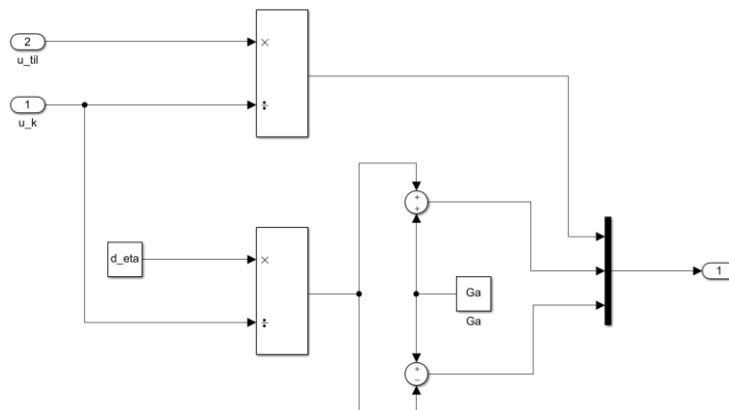 2
×
u_til
1
÷
u_k
+
+
d_eta
×
Ga
1
÷
Ga
+
−